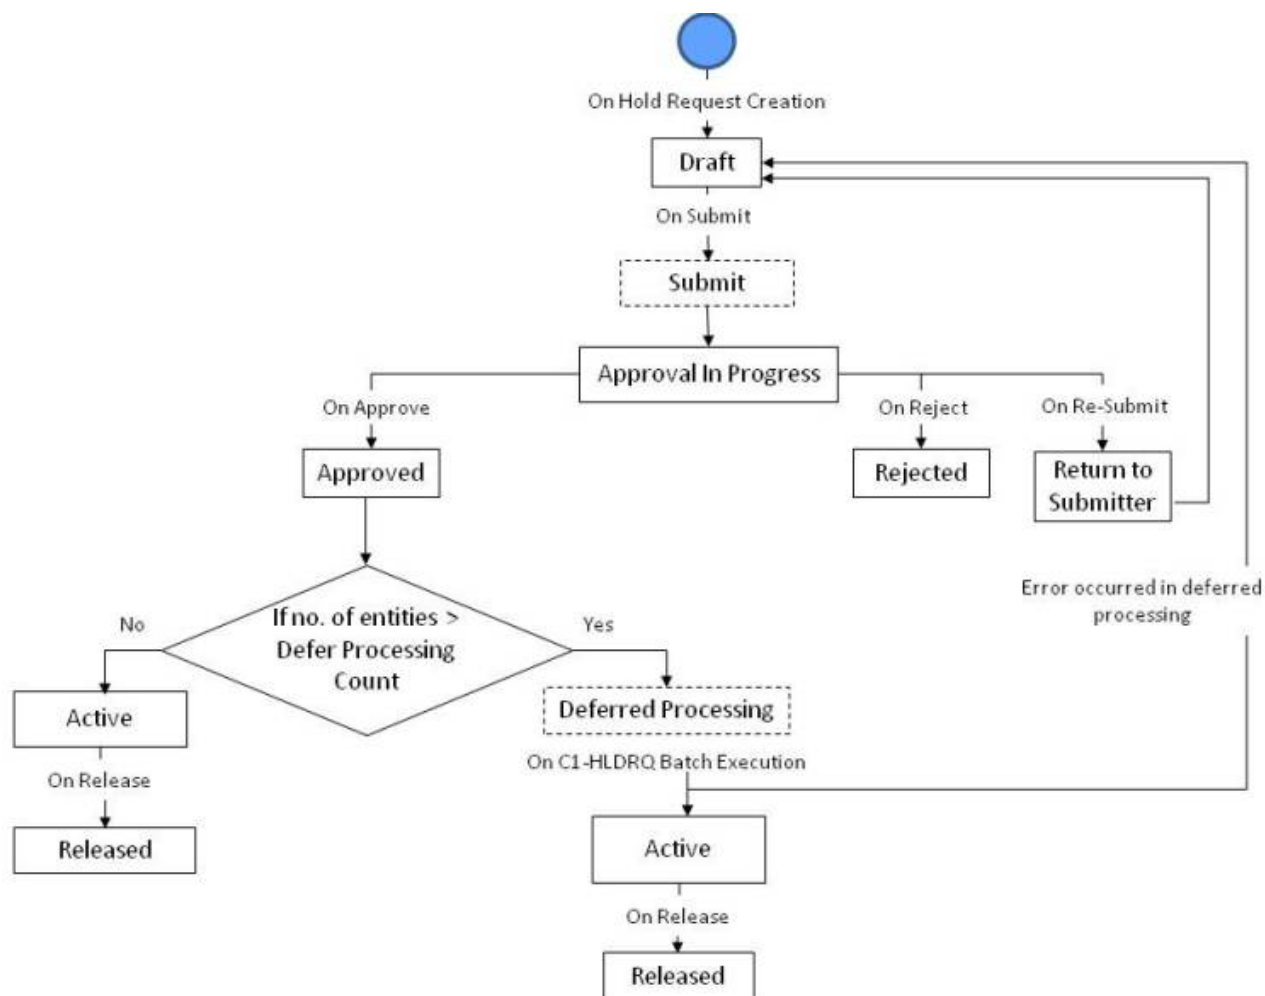 On Hold Request Creation
Draft
On Submit
Submit
Approval In Progress
On Approve
On Reject
On Re-Submit
Approved
Rejected
Return to
Submitter
If no. of entities >
Defer Processing
Count
No
Yes
Error occurred in deferred
processing
Active
Deferred Processing
On Release
On C1-HLDRQ Batch Execution
Released
Active
On Release
Released